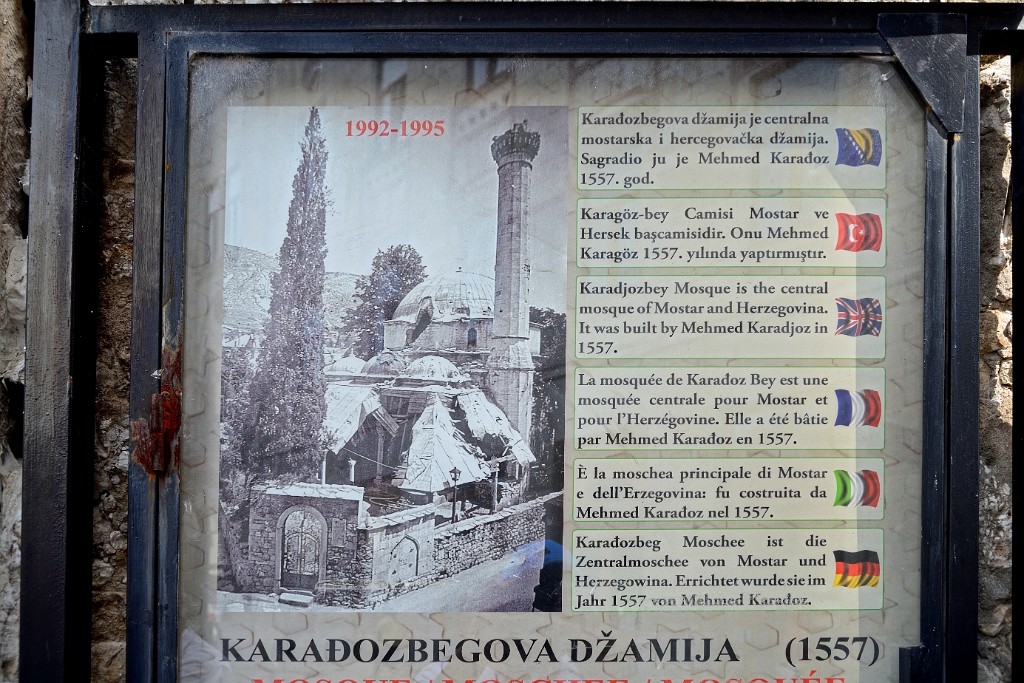 1992-1995
Karađozbegova džamija je centralna
mostarska i hercegovačka džamija.
Sagradio ju je Mehmed Karađoz
1557. god.
Karagöz-bey Camisi Mostar ve
Hersek başcamisidir. Onu Mehmed
Karagöz 1557. yılında yaptırmıştır.
Karadjozbey Mosque is the central
mosque of Mostar and Herzegovina.
It was built by Mehmed Karadjoz in
1557.
La mosquée de Karađoz Bey est une
mosquée centrale pour Mostar et
pour l'Herzégovine. Elle a été bâtie
par Mehmed Karađoz en 1557.
È la moschea principale di Mostar
e dell'Erzegovina: fu costruita da
Mehmed Karađoz nel 1557.
Karađozbeg Moschee ist die
Zentralmoschee von Mostar und
Herzegowina. Errichtet wurde sie im
Jahr 1557 von Mehmed Karađoz.
KARAĐOZBEGOVA DŽAMIJA (1557)
MOSQUE / MOSCHEE / MOSQUÉE